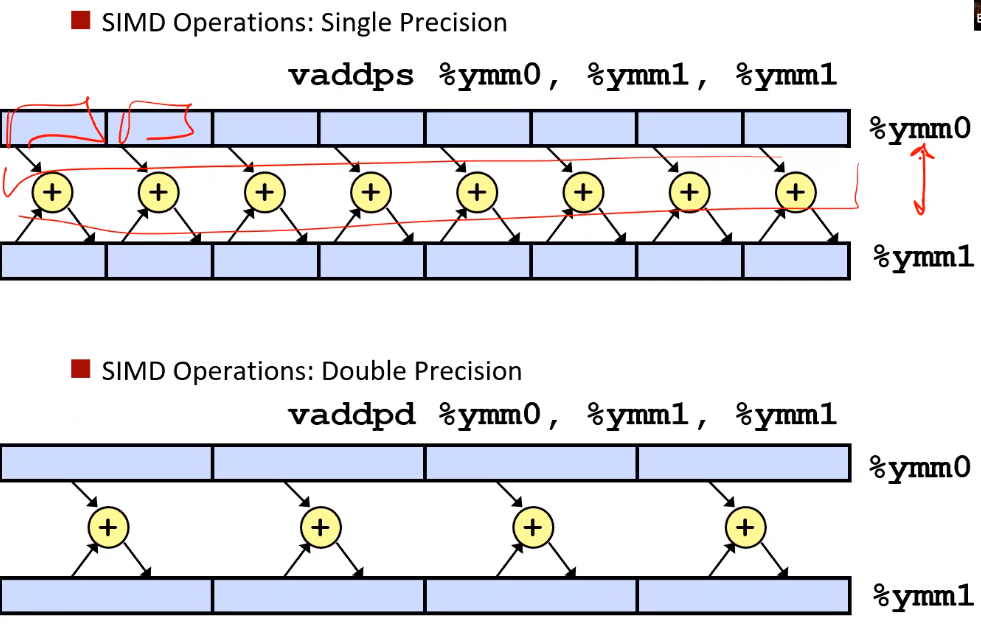 SIMD Operations: Single Precision
vaddps %ymm0, %ymm1, %ymm1
%ymm0
+ + + + + + + +
%ymm1
SIMD Operations: Double Precision
vaddpd %ymm0, %ymm1, %ymm1
%ymm0
+ + + +
%ymm1